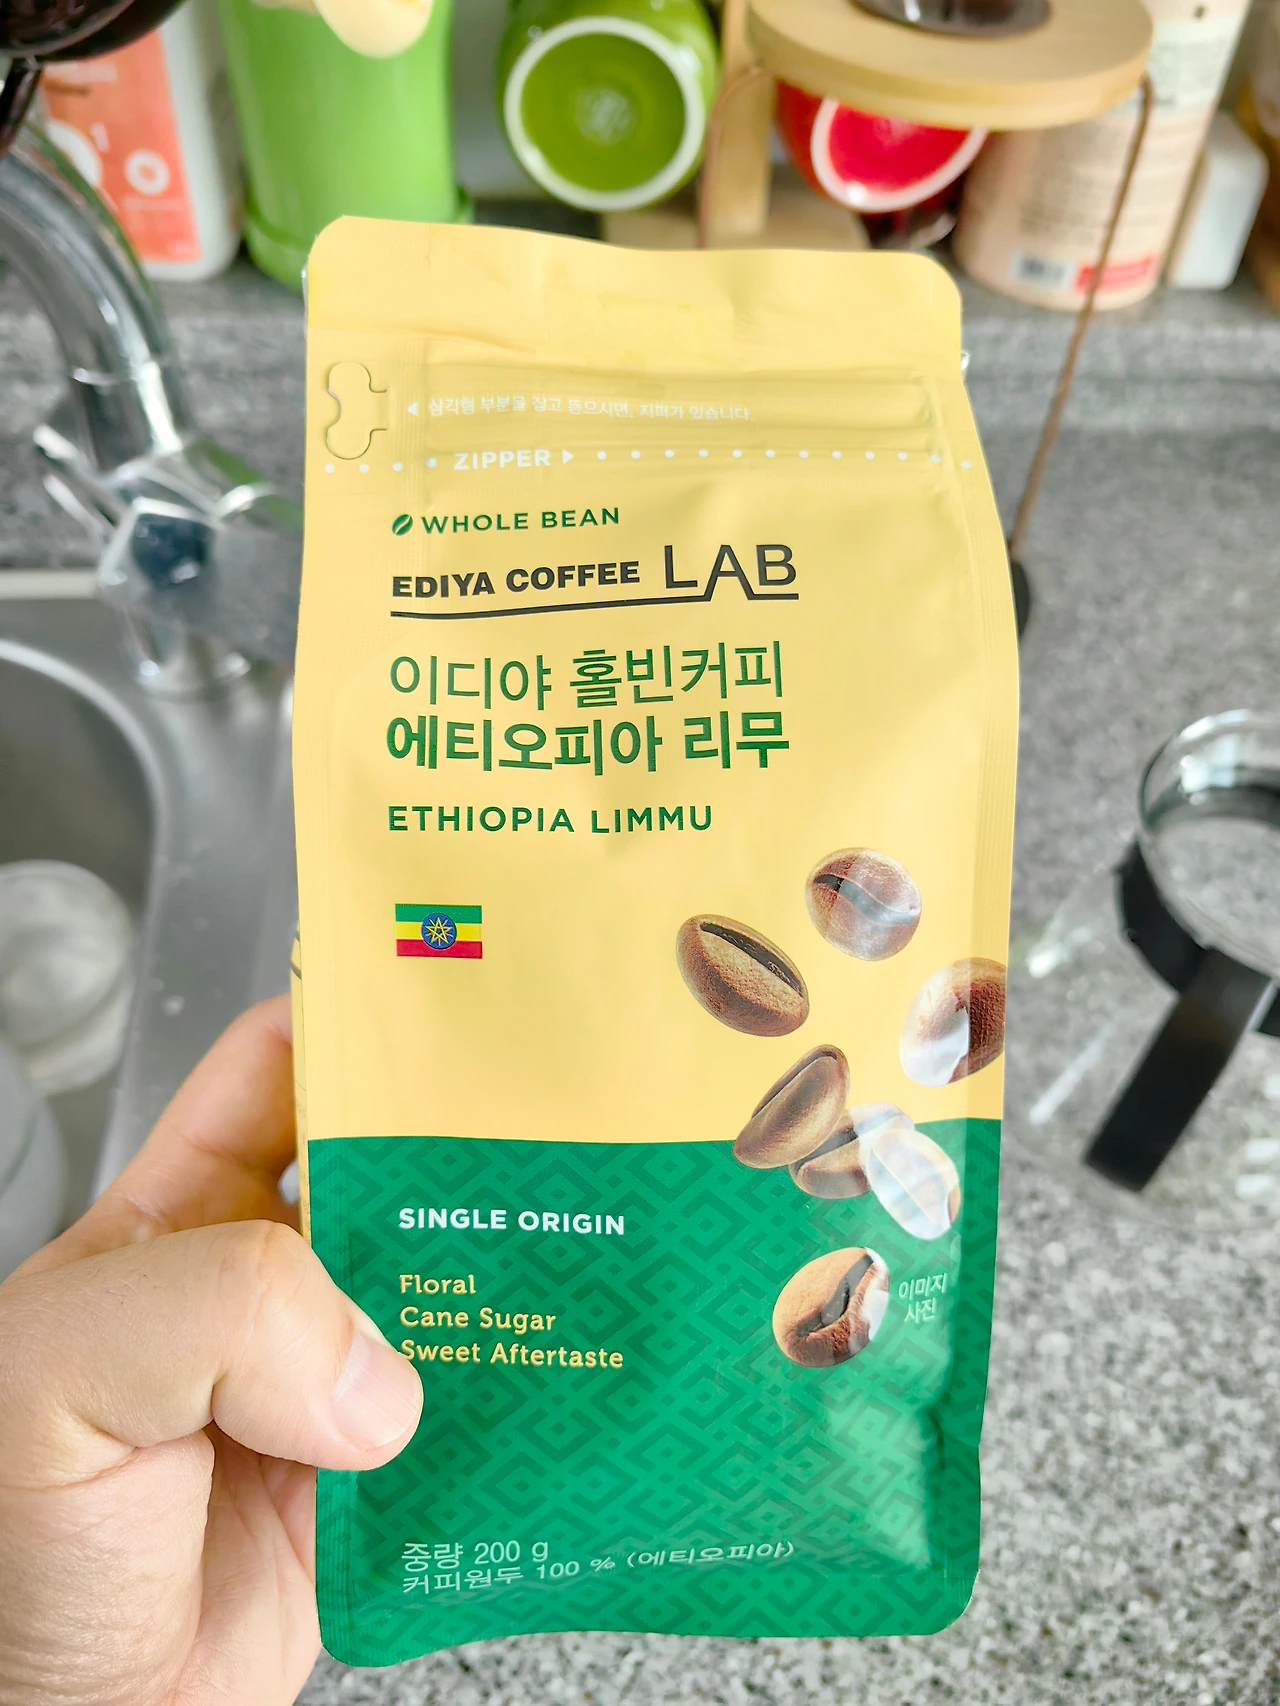 ◀ 삼각형 부분을 잡고 뜯으시면, 지퍼가 있습니다.
ZIPPER ▶
WHOLE BEAN
EDIYA COFFEE LAB
이디야 홀빈커피
에티오피아 리무
ETHIOPIA LIMMU
SINGLE ORIGIN
Floral
Cane Sugar
Sweet Aftertaste
이미지
사진
중량 200 g
커피원두 100 % (에티오피아)